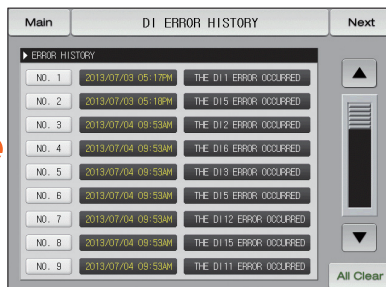 Main DI ERROR HISTORY Next
▶ ERROR HISTORY
NO. 1 2013/07/03 05:17PM THE DI1 ERROR OCCURRED
NO. 2 2013/07/03 05:18PM THE DI5 ERROR OCCURRED
NO. 3 2013/07/04 09:53AM THE DI2 ERROR OCCURRED
NO. 4 2013/07/04 09:53AM THE DI6 ERROR OCCURRED
NO. 5 2013/07/04 09:53AM THE DI3 ERROR OCCURRED
NO. 6 2013/07/04 09:53AM THE DI5 ERROR OCCURRED
NO. 7 2013/07/04 09:53AM THE DI12 ERROR OCCURRED
NO. 8 2013/07/04 09:53AM THE DI15 ERROR OCCURRED
NO. 9 2013/07/04 09:53AM THE DI11 ERROR OCCURRED
All Clear